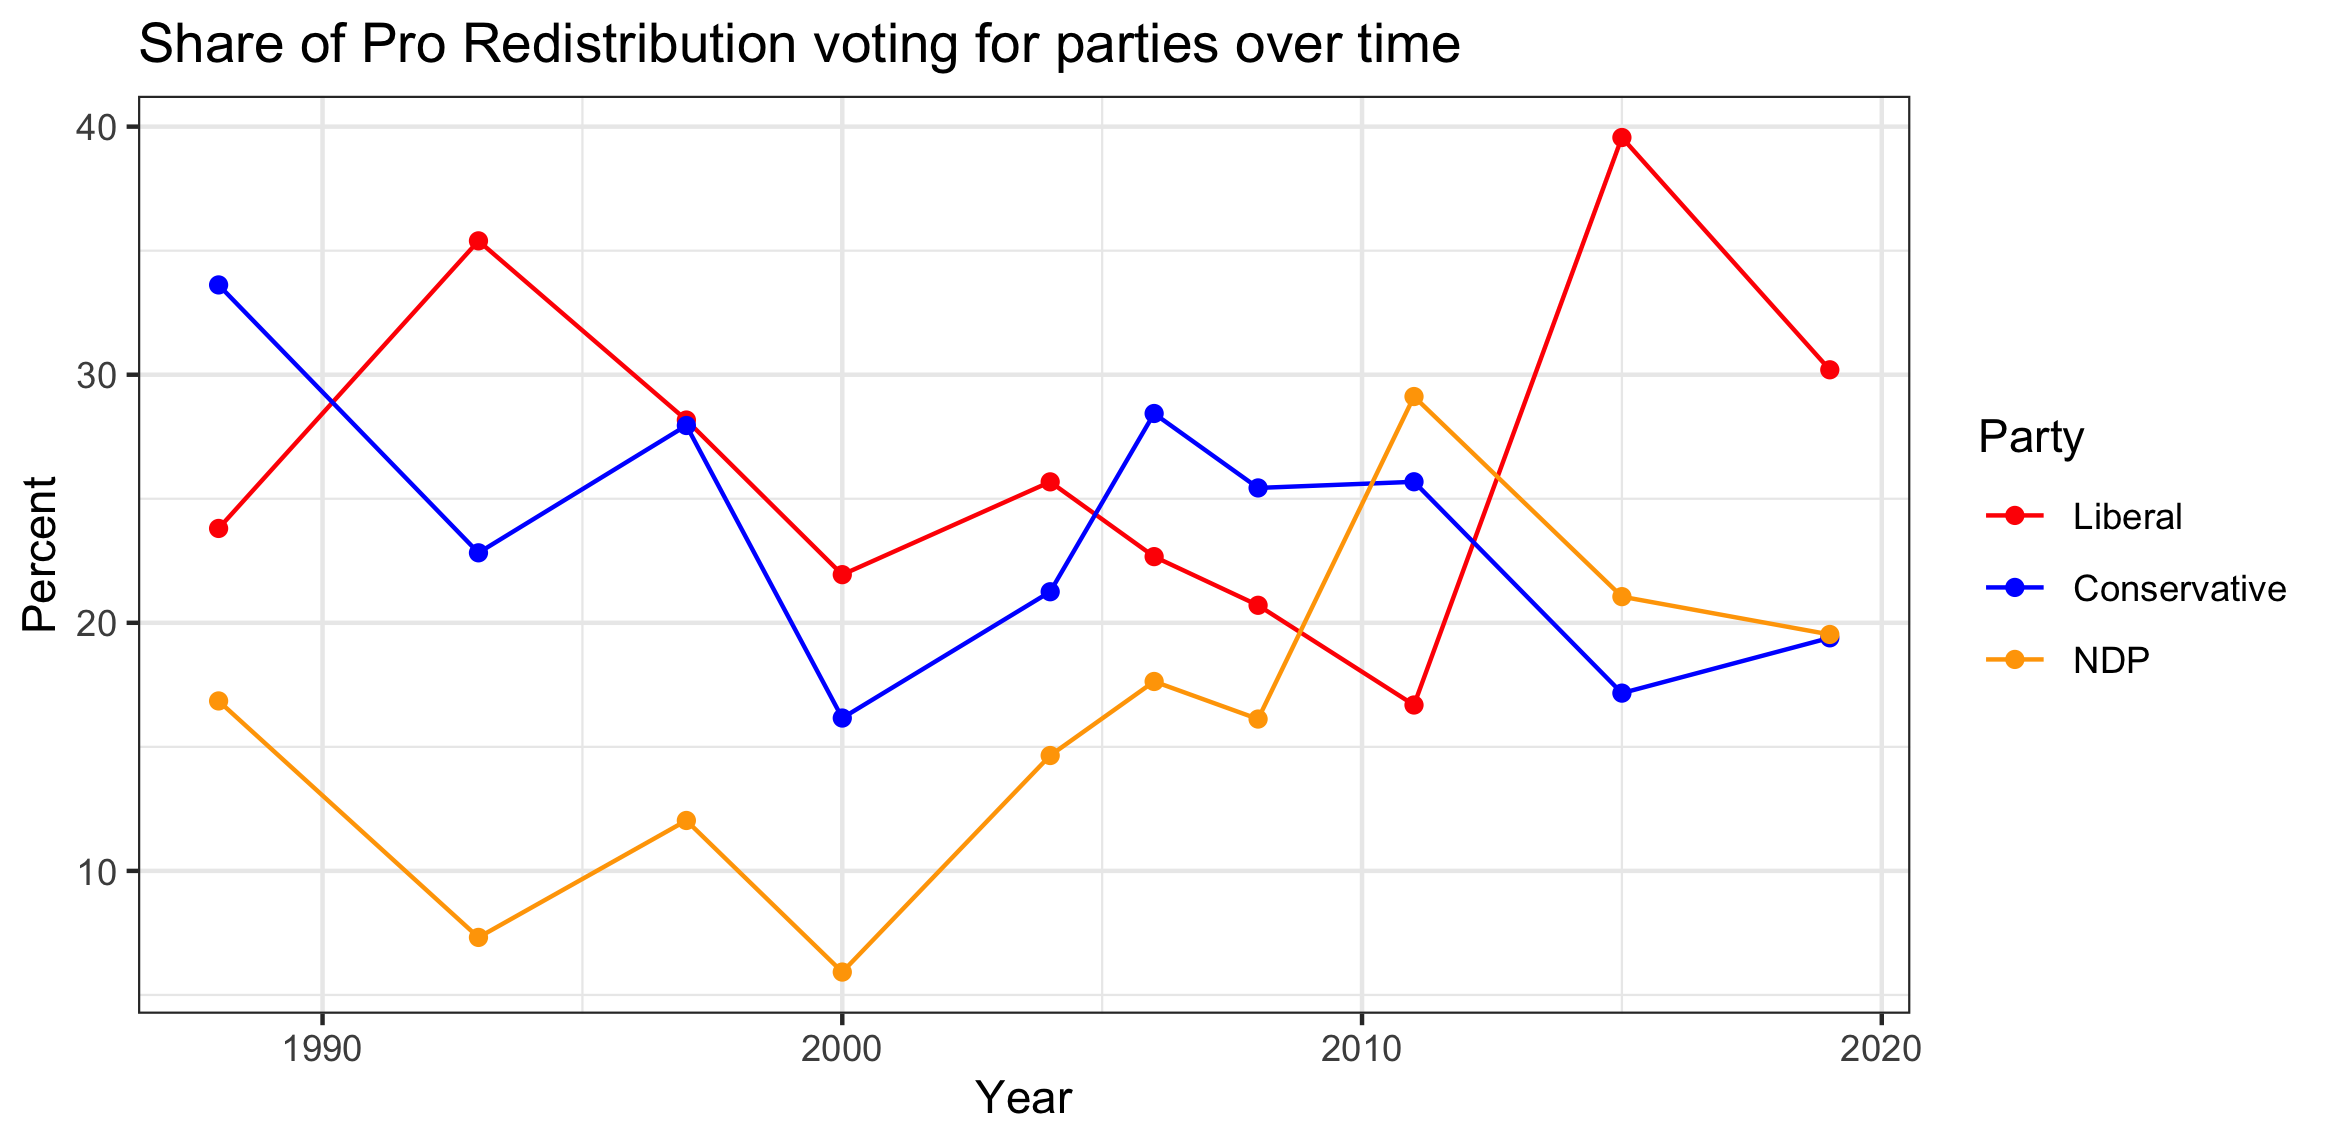 Share of Pro Redistribution voting for parties over time
40
30
20
10
Percent
1990
2000
2010
2020
Year
Party
Liberal
Conservative
NDP